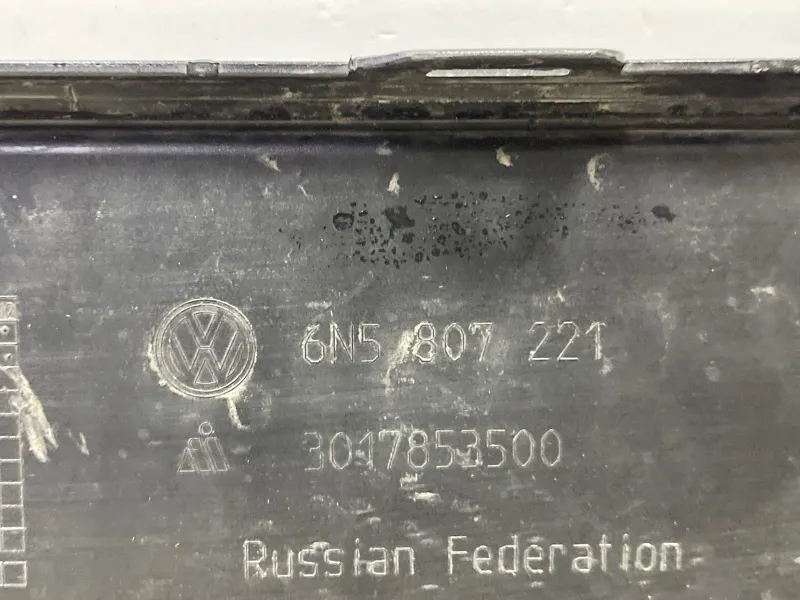 6N5 807 221
3017853500
Russian Federation